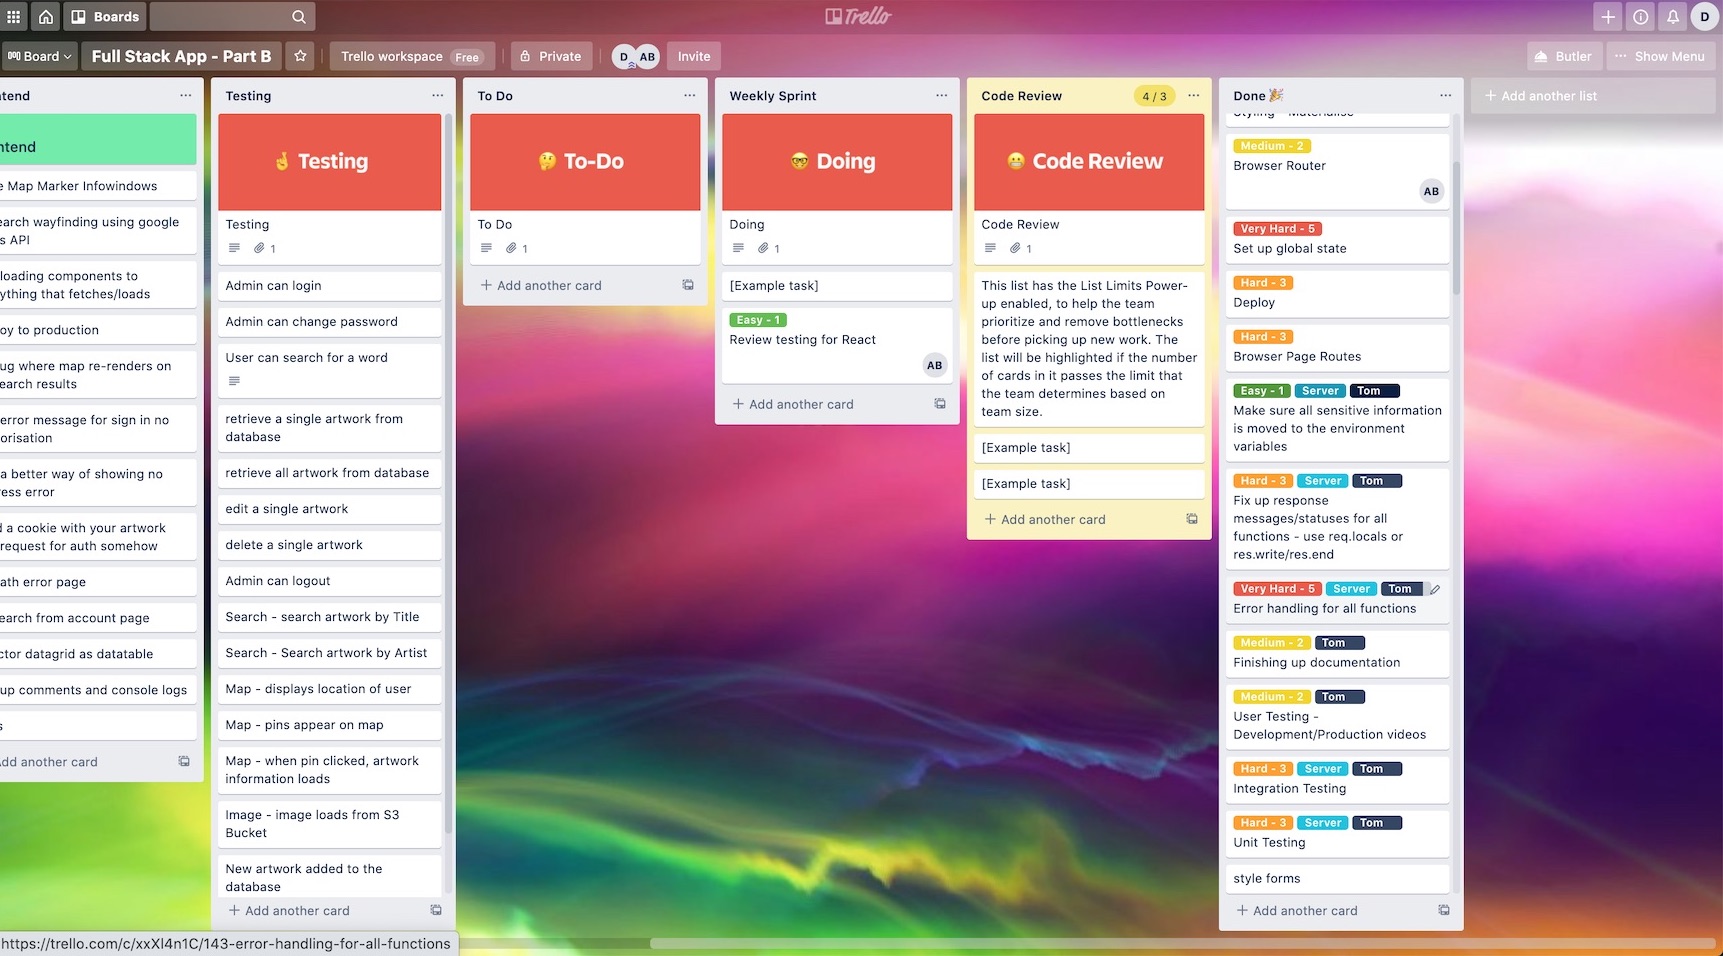 Boards
Trello
Board
Full Stack App - Part B
Trello workspace Free
Private
D AB
Invite
Butler
... Show Menu
D
Map Marker Infowindows
wayfinding using google
API
loading components to
that fetches/loads
to production
where map re-renders on
results
error message for sign in no
a better way of showing no
error
a cookie with your artwork
request for auth somehow
error page
from account page
datagrid as datatable
up comments and console logs
another card
Testing
Testing
Testing
1
Admin can login
Admin can change password
User can search for a word
retrieve a single artwork from
database
retrieve all artwork from database
edit a single artwork
delete a single artwork
Admin can logout
Search - search artwork by Title
Search - Search artwork by Artist
Map - displays location of user
Map - pins appear on map
Map - when pin clicked, artwork
information loads
Image - image loads from S3
Bucket
New artwork added to the
database
+ Add another card
To Do
To-Do
To Do
1
+ Add another card
Weekly Sprint
Doing
Doing
1
[Example task]
Easy - 1
Review testing for React
AB
+ Add another card
Code Review 4 / 3
Code Review
Code Review
1
This list has the List Limits Power-
up enabled, to help the team
prioritize and remove bottlenecks
before picking up new work. The
list will be highlighted if the number
of cards in it passes the limit that
the team determines based on
team size.
[Example task]
[Example task]
+ Add another card
Done
Styling - Materialise
Medium - 2
Browser Router
AB
Very Hard - 5
Set up global state
Hard - 3
Deploy
Hard - 3
Browser Page Routes
Easy - 1 Server Tom
Make sure all sensitive information
is moved to the environment
variables
Hard - 3 Server Tom
Fix up response
messages/statuses for all
functions - use req.locals or
res.write/res.end
Very Hard - 5 Server Tom
Error handling for all functions
Medium - 2 Tom
Finishing up documentation
Medium - 2 Tom
User Testing -
Development/Production videos
Hard - 3 Server Tom
Integration Testing
Hard - 3 Server Tom
Unit Testing
style forms
+ Add another card
+ Add another list
https://trello.com/c/xxXl4n1C/143-error-handling-for-all-functions